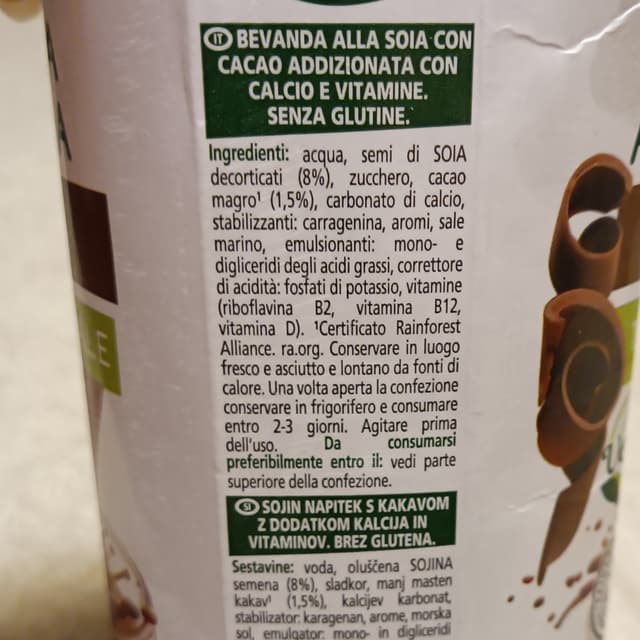 IT BEVANDA ALLA SOIA CON
CACAO ADDIZIONATA CON
CALCIO E VITAMINE.
SENZA GLUTINE.
Ingredienti: acqua, semi di SOIA
decorticati (8%), zucchero, cacao
magro¹ (1,5%), carbonato di calcio,
stabilizzanti: carragenina, aromi, sale
marino, emulsionanti: mono- e
digliceridi degli acidi grassi, correttore
di acidità: fosfati di potassio, vitamine
(riboflavina B2, vitamina B12,
vitamina D). ¹Certificato Rainforest
Alliance. ra.org. Conservare in luogo
fresco e asciutto e lontano da fonti di
calore. Una volta aperta la confezione
conservare in frigorifero e consumare
entro 2-3 giorni. Agitare prima
dell'uso. Da consumarsi
preferibilmente entro il: vedi parte
superiore della confezione.
SI SOJIN NAPITEK S KAKAVOM
Z DODATKOM KALCIJA IN
VITAMINOV. BREZ GLUTENA.
Sestavine: voda, oluščena SOJINA
semena (8%), sladkor, manj masten
kakav¹ (1,5%), kalcijev karbonat,
stabilizator: karagenan, arome, morska
sol, emulgator: mono- in digliceridi